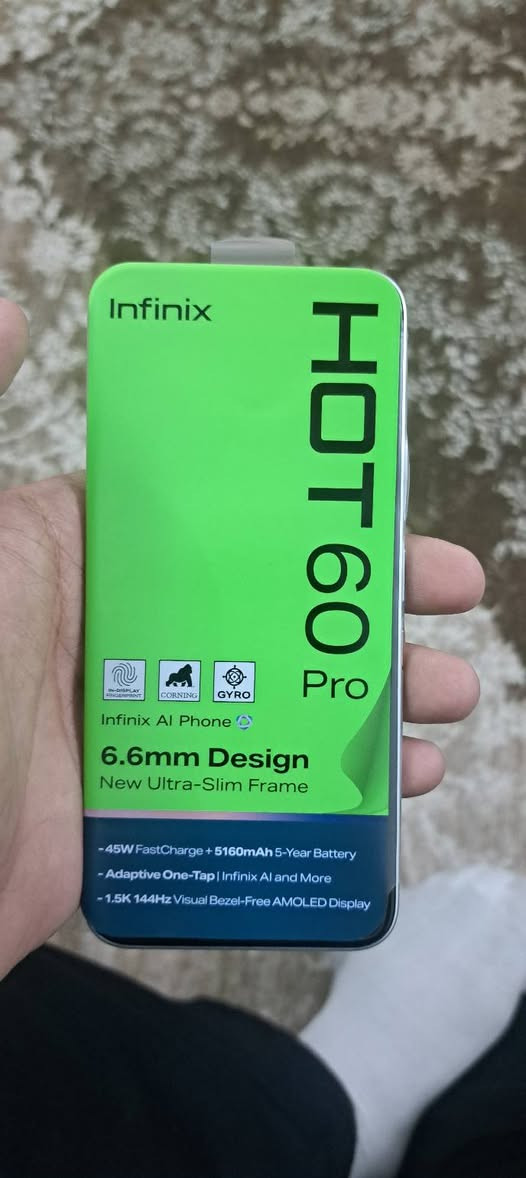 Infinix
HOT 60
Pro
IN-DISPLAY
FINGERPRINT
CORNING
GYRO
Infinix AI Phone
6.6mm Design
New Ultra-Slim Frame
- 45W FastCharge + 5160mAh 5-Year Battery
- Adaptive One-Tap | Infinix AI and More
- 1.5K 144Hz Visual Bezel-Free AMOLED Display